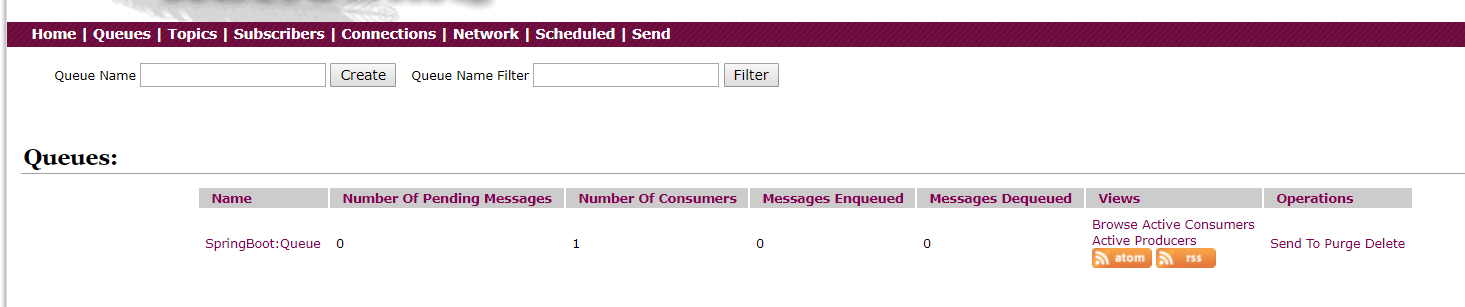 Home | Queues | Topics | Subscribers | Connections | Network | Scheduled | Send
Queue Name Create Queue Name Filter Filter
Queues:
Name Number Of Pending Messages Number Of Consumers Messages Enqueued Messages Dequeued Views Operations
SpringBoot:Queue 0 1 0 0 Browse Active Consumers
Active Producers
atom rss
Send To Purge Delete